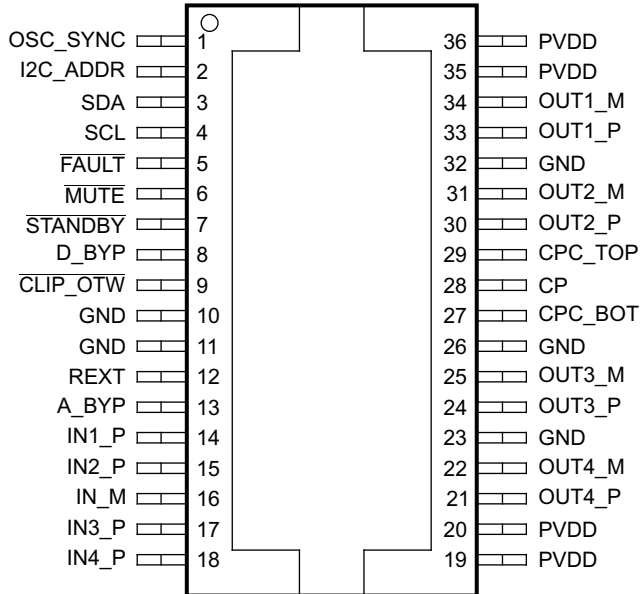 OSC_SYNC 1 36 PVDD
I2C_ADDR 2 35 PVDD
SDA 3 34 OUT1_M
SCL 4 33 OUT1_P
FAULT 5 32 GND
MUTE 6 31 OUT2_M
STANDBY 7 30 OUT2_P
D_BYP 8 29 CPC_TOP
CLIP_OTW 9 28 CP
GND 10 27 CPC_BOT
GND 11 26 GND
REXT 12 25 OUT3_M
A_BYP 13 24 OUT3_P
IN1_P 14 23 GND
IN2_P 15 22 OUT4_M
IN_M 16 21 OUT4_P
IN3_P 17 20 PVDD
IN4_P 18 19 PVDD